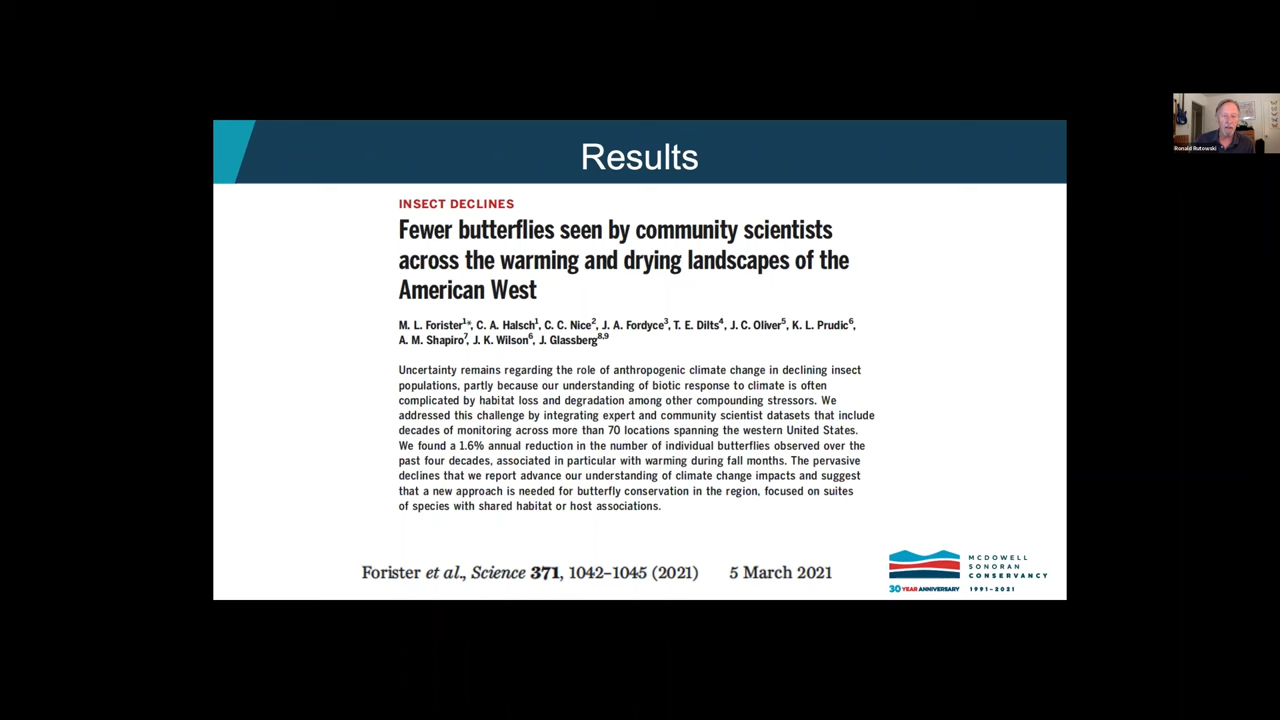 Results
INSECT DECLINES
Fewer butterflies seen by community scientists
across the warming and drying landscapes of the
American West
M. L. Forister1*, C. A. Halsch1, C. C. Nice2, J. A. Fordyce3, T. E. Dilts4, J. C. Oliver5, K. L. Prudic6,
A. M. Shapiro7, J. K. Wilson6, J. Glassberg8,9
Uncertainty remains regarding the role of anthropogenic climate change in declining insect
populations, partly because our understanding of biotic response to climate is often
complicated by habitat loss and degradation among other compounding stressors. We
addressed this challenge by integrating expert and community scientist datasets that include
decades of monitoring across more than 70 locations spanning the western United States.
We found a 1.6% annual reduction in the number of individual butterflies observed over the
past four decades, associated in particular with warming during fall months. The pervasive
declines that we report advance our understanding of climate change impacts and suggest
that a new approach is needed for butterfly conservation in the region, focused on suites
of species with shared habitat or host associations.
Forister et al., Science 371, 1042–1045 (2021) 5 March 2021
MCDOWELL
SONORAN
CONSERVANCY
30 YEAR ANNIVERSARY 1991-2021
Ronald Rutowski